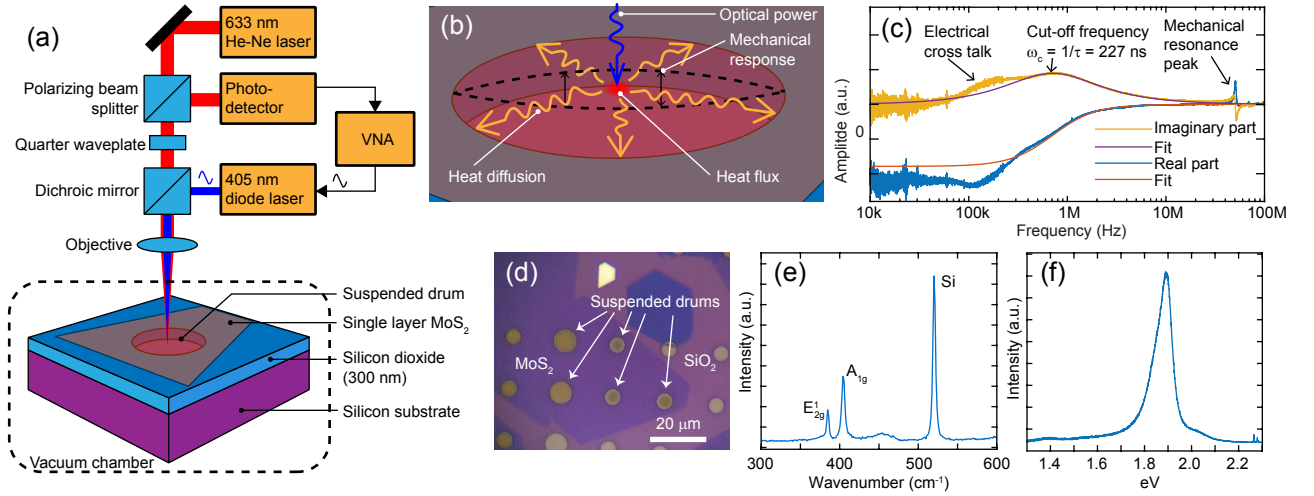 (a)
633 nm
He-Ne laser
Polarizing beam
splitter
Photo-
detector
VNA
Quarter waveplate
Dichroic mirror
405 nm
diode laser
Objective
Suspended drum
Single layer MoS₂
Silicon dioxide
(300 nm)
Silicon substrate
Vacuum chamber
(b)
Optical power
Mechanical
response
Heat diffusion
Heat flux
(c)
Electrical
cross talk
Cut-off frequency
ω_c = 1/τ = 227 ns
Mechanical
resonance
peak
Amplitde (a.u.)
0
Imaginary part
Fit
Real part
Fit
10k 100k 1M 10M 100M
Frequency (Hz)
(d)
Suspended drums
MoS₂
SiO₂
20 μm
(e)
Intensity (a.u.)
E¹₂g
A₁g
Si
300 400 500 600
Wavenumber (cm⁻¹)
(f)
Intensity (a.u.)
1.4 1.6 1.8 2.0 2.2
eV